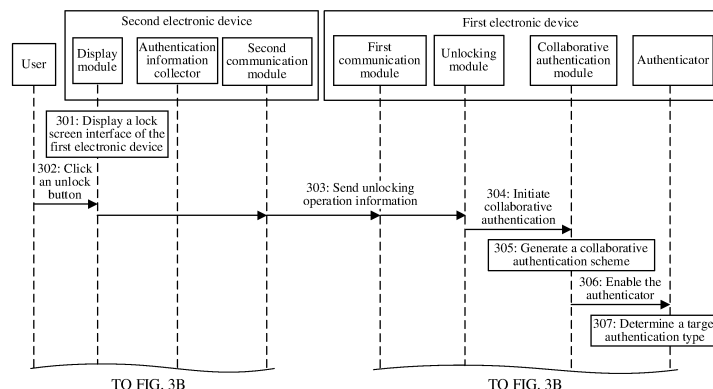 Second electronic device
First electronic device
User
Display
module
Authentication
information
collector
Second
communication
module
First
communication
module
Unlocking
module
Collaborative
authentication
module
Authenticator
301: Display a lock
screen interface of the
first electronic device
302: Click
an unlock
button
303: Send unlocking
operation information
304: Initiate
collaborative
authentication
305: Generate a collaborative
authentication scheme
306: Enable the
authenticator
307: Determine a target
authentication type
TO FIG. 3B
TO FIG. 3B